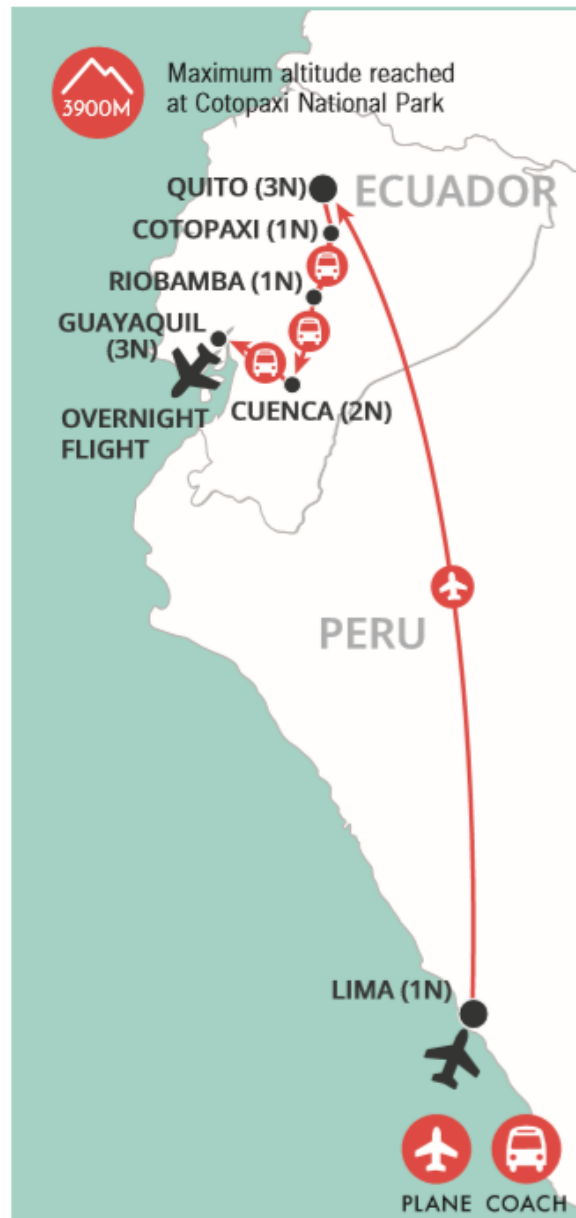 3900M
Maximum altitude reached
at Cotopaxi National Park
QUITO (3N)
ECUADOR
COTOPAXI (1N)
RIOBAMBA (1N)
GUAYAQUIL
(3N)
CUENCA (2N)
OVERNIGHT
FLIGHT
PERU
LIMA (1N)
PLANE
COACH